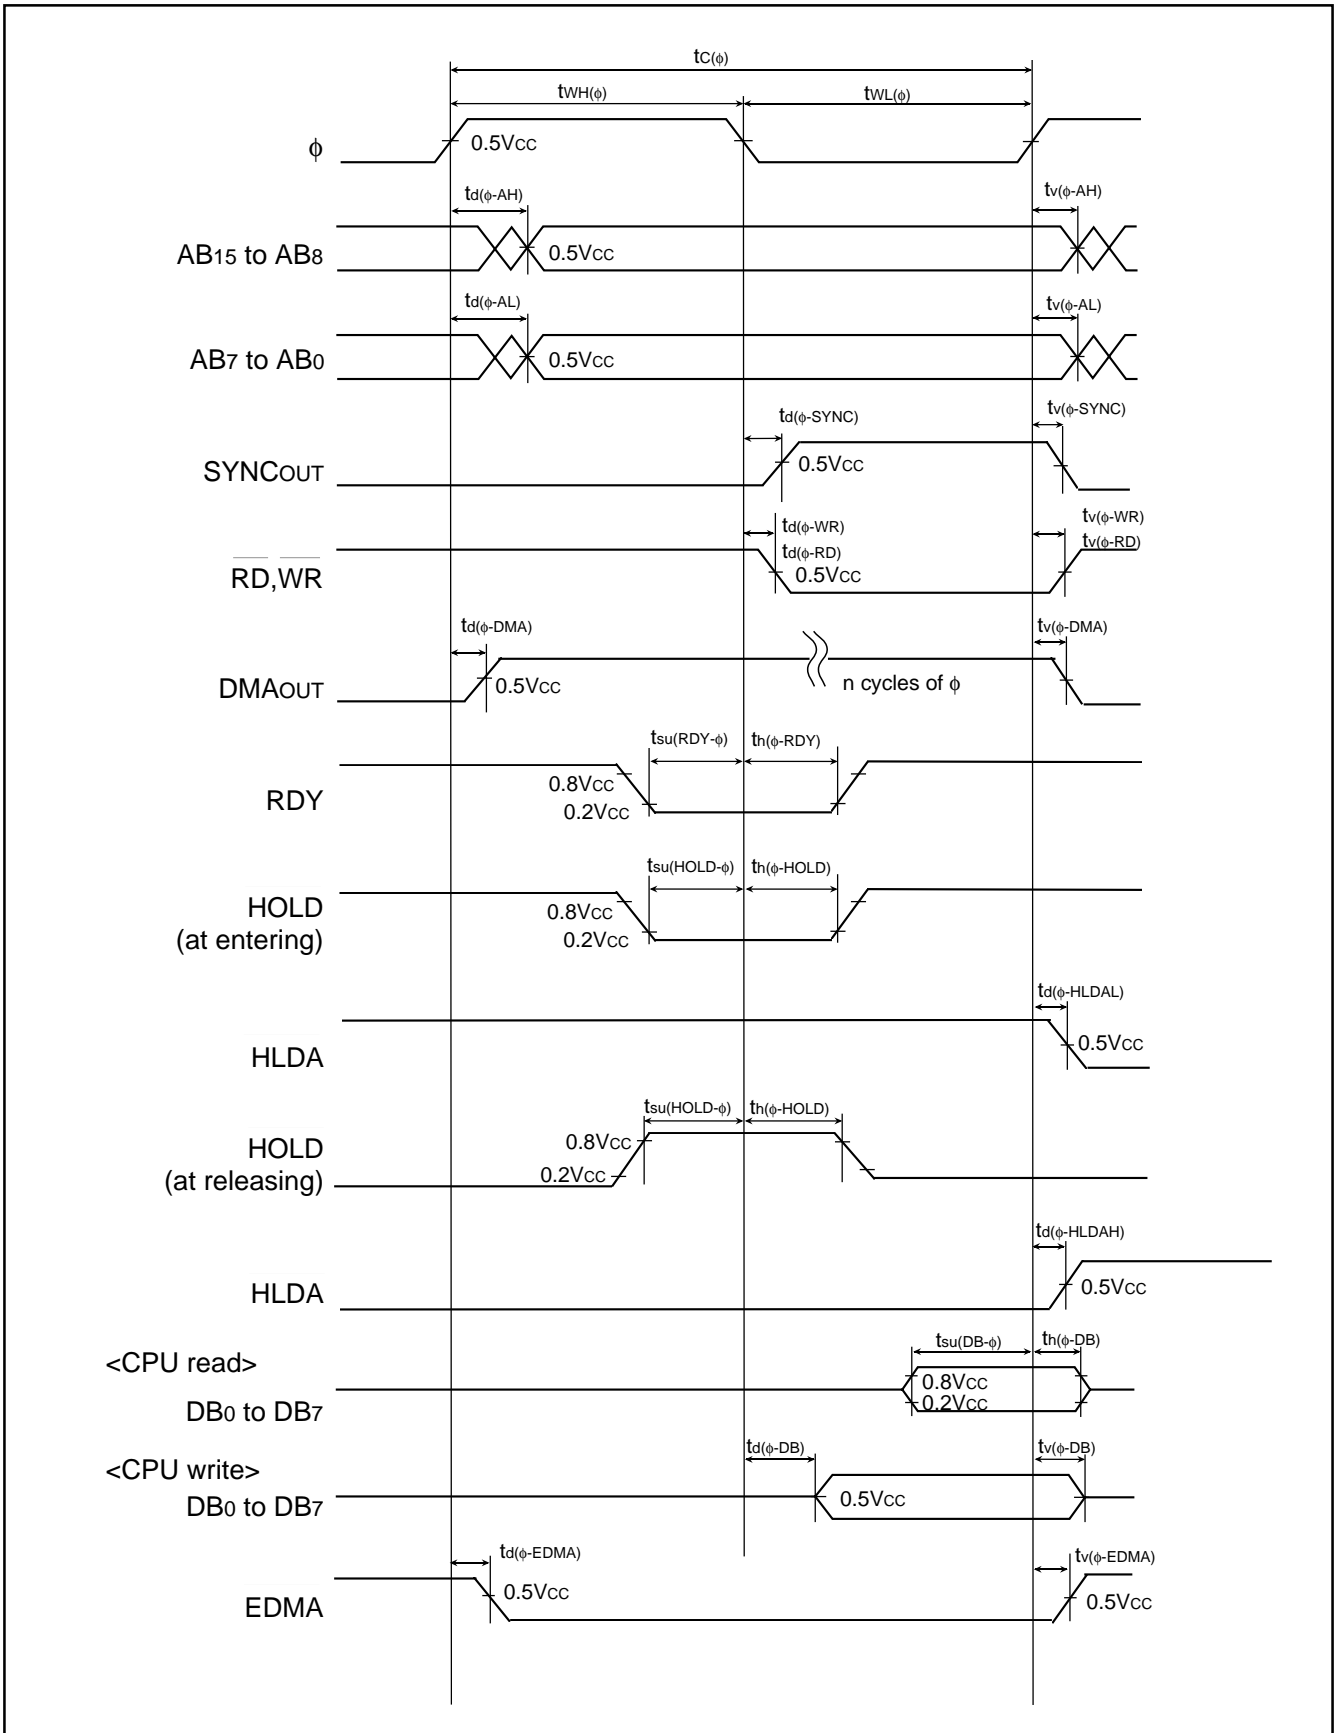 tC(ϕ)
tWH(ϕ) tWL(ϕ)
ϕ 0.5VCC
td(ϕ-AH) tv(ϕ-AH)
AB15 to AB8 0.5VCC
td(ϕ-AL) tv(ϕ-AL)
AB7 to AB0 0.5VCC
td(ϕ-SYNC) tv(ϕ-SYNC)
SYNCOUT 0.5VCC
td(ϕ-WR) tv(ϕ-WR)
td(ϕ-RD) tv(ϕ-RD)
RD,WR 0.5VCC
td(ϕ-DMA) tv(ϕ-DMA)
DMAOUT 0.5VCC n cycles of ϕ
tsu(RDY-ϕ) th(ϕ-RDY)
0.8VCC
RDY
0.2VCC
tsu(HOLD-ϕ) th(ϕ-HOLD)
HOLD 0.8VCC
(at entering) 0.2VCC
td(ϕ-HLDAL)
HLDA 0.5VCC
tsu(HOLD-ϕ) th(ϕ-HOLD)
HOLD 0.8VCC
(at releasing) 0.2VCC
td(ϕ-HLDAH)
HLDA 0.5VCC
tsu(DB-ϕ) th(ϕ-DB)
<CPU read>
0.8VCC
0.2VCC
DB0 to DB7
td(ϕ-DB) tv(ϕ-DB)
<CPU write>
DB0 to DB7 0.5VCC
td(ϕ-EDMA) tv(ϕ-EDMA)
EDMA 0.5VCC 0.5VCC